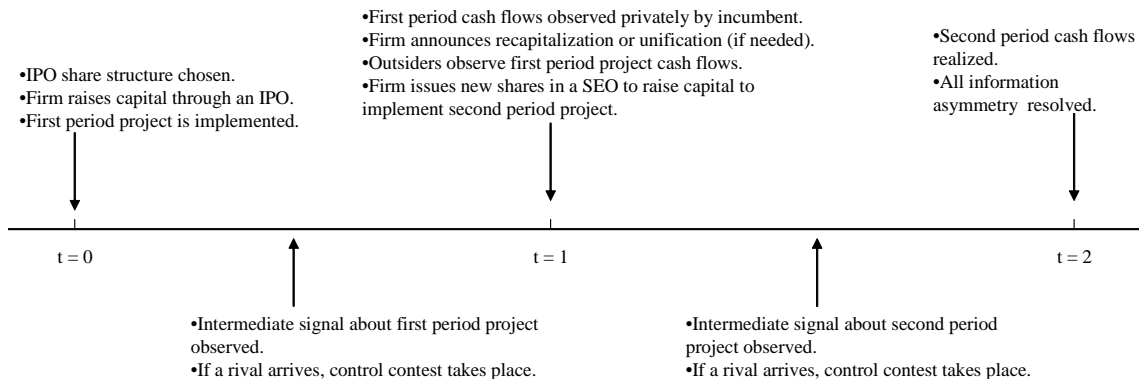 •First period cash flows observed privately by incumbent.
•Firm announces recapitalization or unification (if needed).
•Outsiders observe first period project cash flows.
•Firm issues new shares in a SEO to raise capital to
implement second period project.
•Second period cash flows
realized.
•All information
asymmetry resolved.
•IPO share structure chosen.
•Firm raises capital through an IPO.
•First period project is implemented.
t = 0
t = 1
t = 2
•Intermediate signal about first period project
observed.
•If a rival arrives, control contest takes place.
•Intermediate signal about second period
project observed.
•If a rival arrives, control contest takes place.